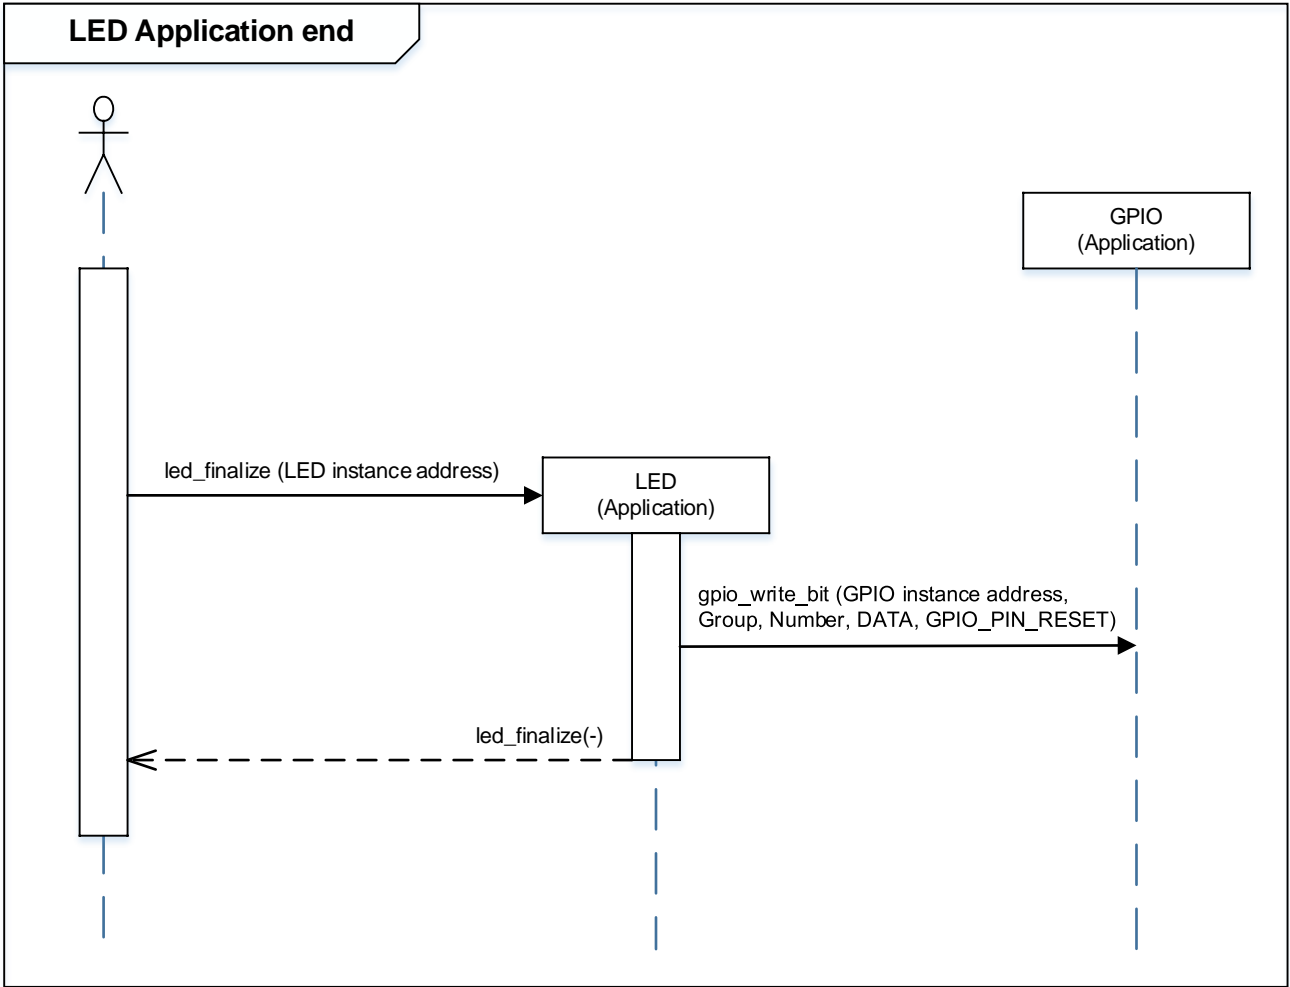 LED Application end
GPIO
(Application)
led_finalize (LED instance address)
LED
(Application)
gpio_write_bit (GPIO instance address,
Group, Number, DATA, GPIO_PIN_RESET)
led_finalize(-)